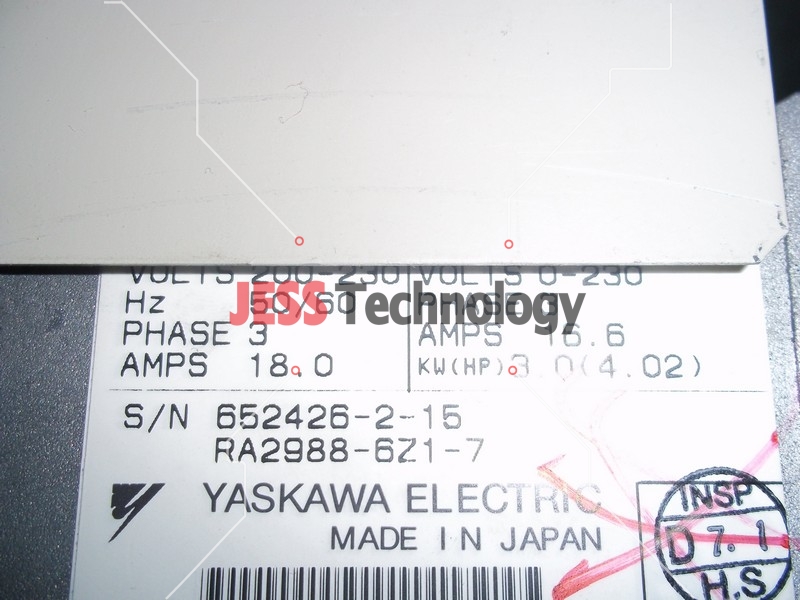 VOLTS 200-230 VOLTS 0-230
Hz 50/60 PHASE 3
JESS Technology
PHASE 3 AMPS 16.6
AMPS 18.0 KW(HP) 3.0(4.02)
S/N 652426-2-15
RA2988-6Z1-7
YASKAWA ELECTRIC
MADE IN JAPAN
INSP
D 7. 1
H.S